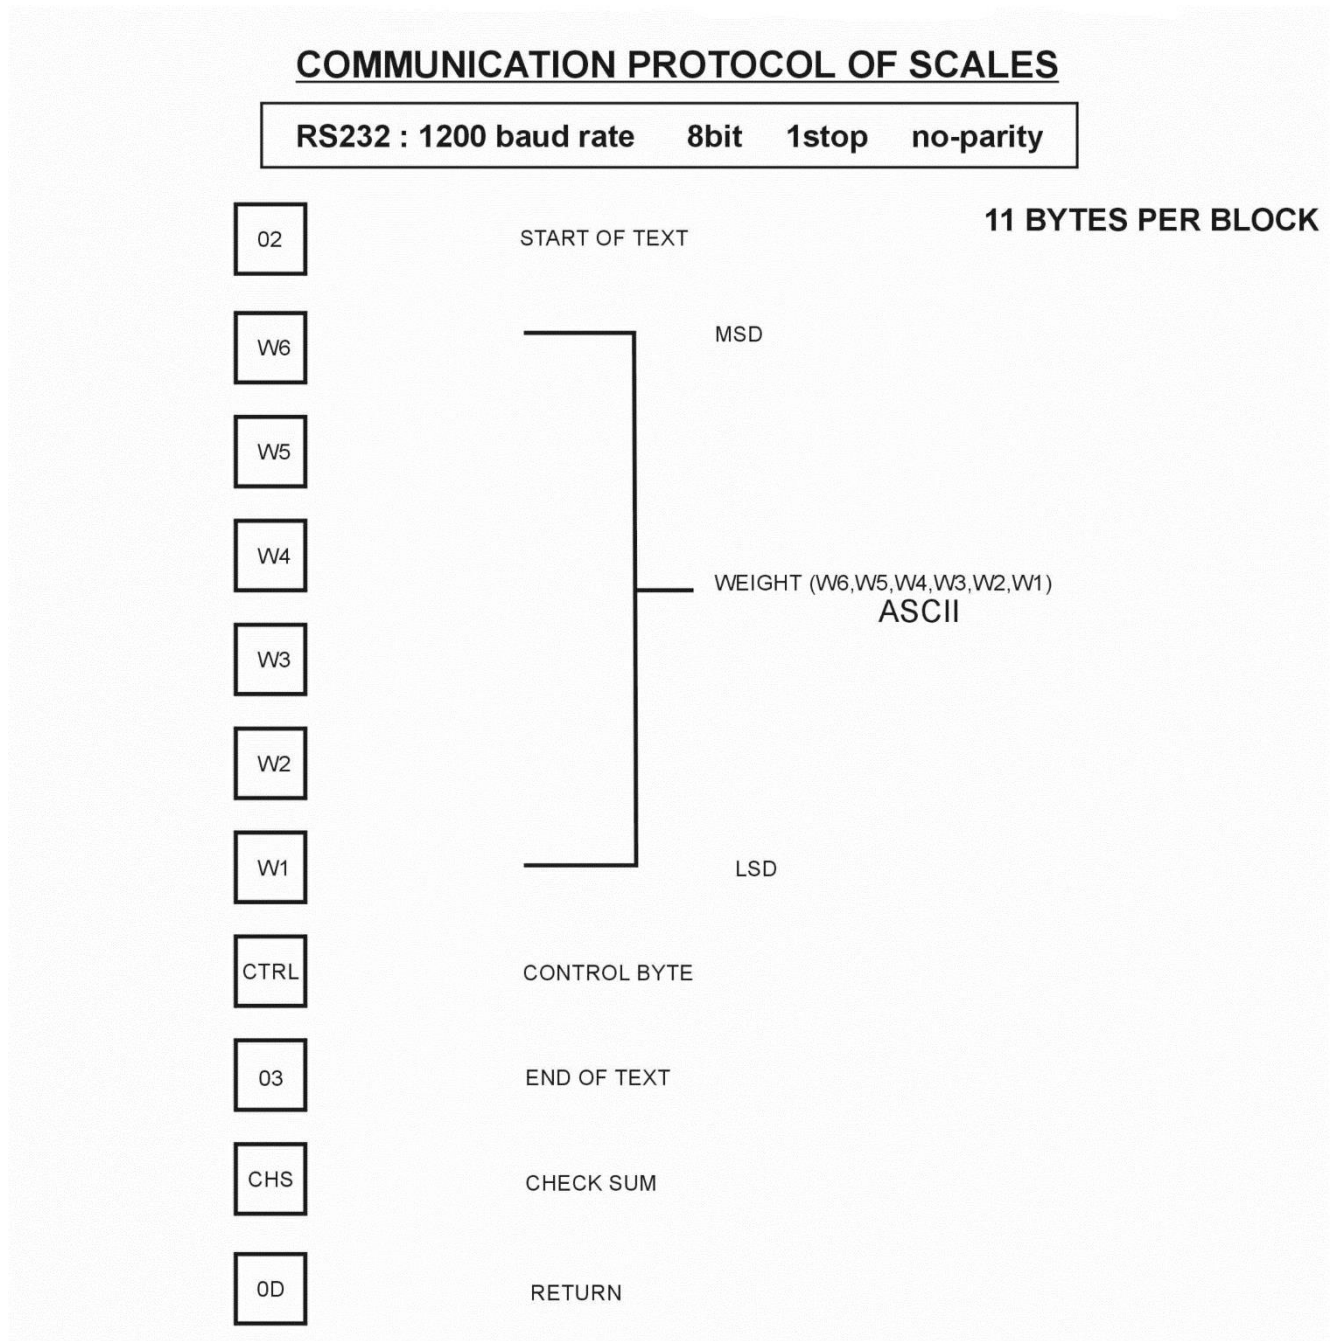 COMMUNICATION PROTOCOL OF SCALES
RS232 : 1200 baud rate 8bit 1stop no-parity
11 BYTES PER BLOCK
02 START OF TEXT
W6 MSD
W5
W4
WEIGHT (W6,W5,W4,W3,W2,W1)
ASCII
W3
W2
W1 LSD
CTRL CONTROL BYTE
03 END OF TEXT
CHS CHECK SUM
0D RETURN